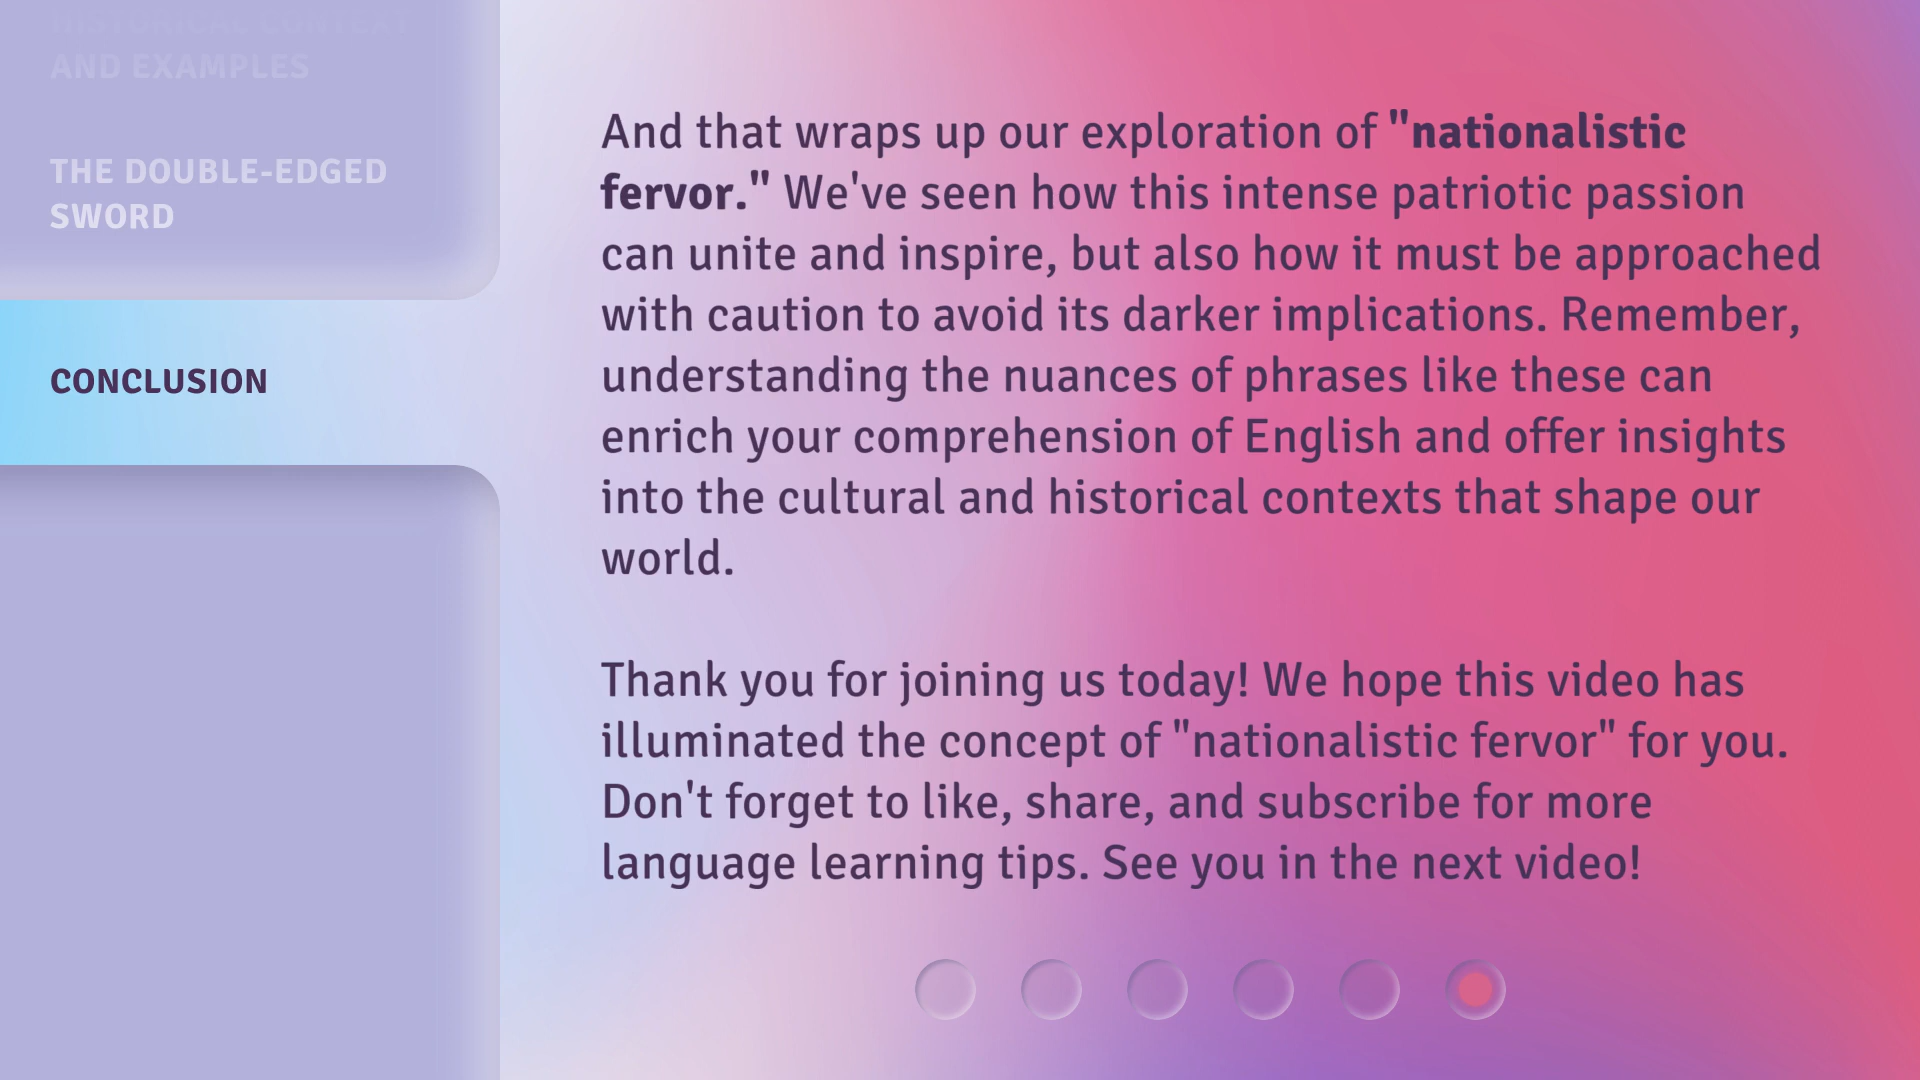 HISTORICAL CONTEXT
AND EXAMPLES
THE DOUBLE-EDGED
SWORD
CONCLUSION
And that wraps up our exploration of "nationalistic
fervor." We've seen how this intense patriotic passion
can unite and inspire, but also how it must be approached
with caution to avoid its darker implications. Remember,
understanding the nuances of phrases like these can
enrich your comprehension of English and offer insights
into the cultural and historical contexts that shape our
world.
Thank you for joining us today! We hope this video has
illuminated the concept of "nationalistic fervor" for you.
Don't forget to like, share, and subscribe for more
language learning tips. See you in the next video!